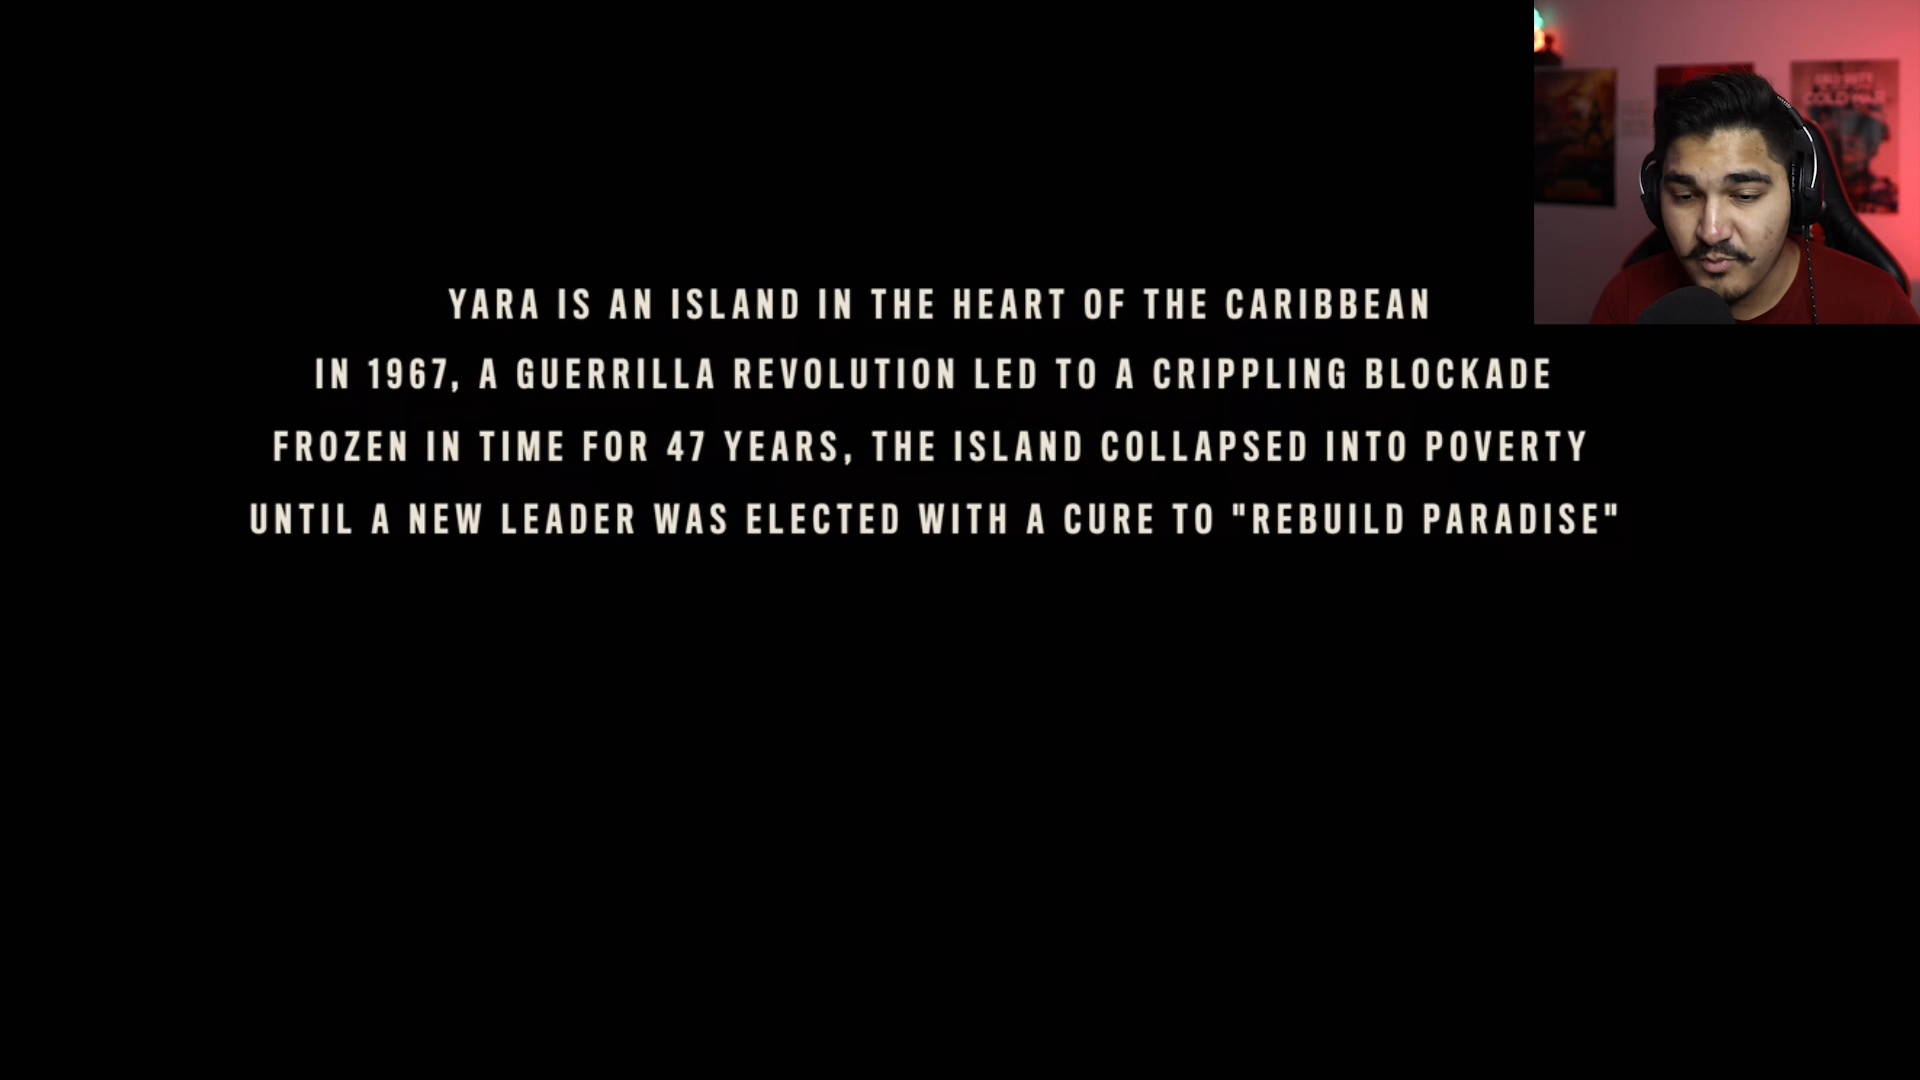 YARA IS AN ISLAND IN THE HEART OF THE CARIBBEAN
IN 1967, A GUERRILLA REVOLUTION LED TO A CRIPPLING BLOCKADE
FROZEN IN TIME FOR 47 YEARS, THE ISLAND COLLAPSED INTO POVERTY
UNTIL A NEW LEADER WAS ELECTED WITH A CURE TO "REBUILD PARADISE"
COLD WAR